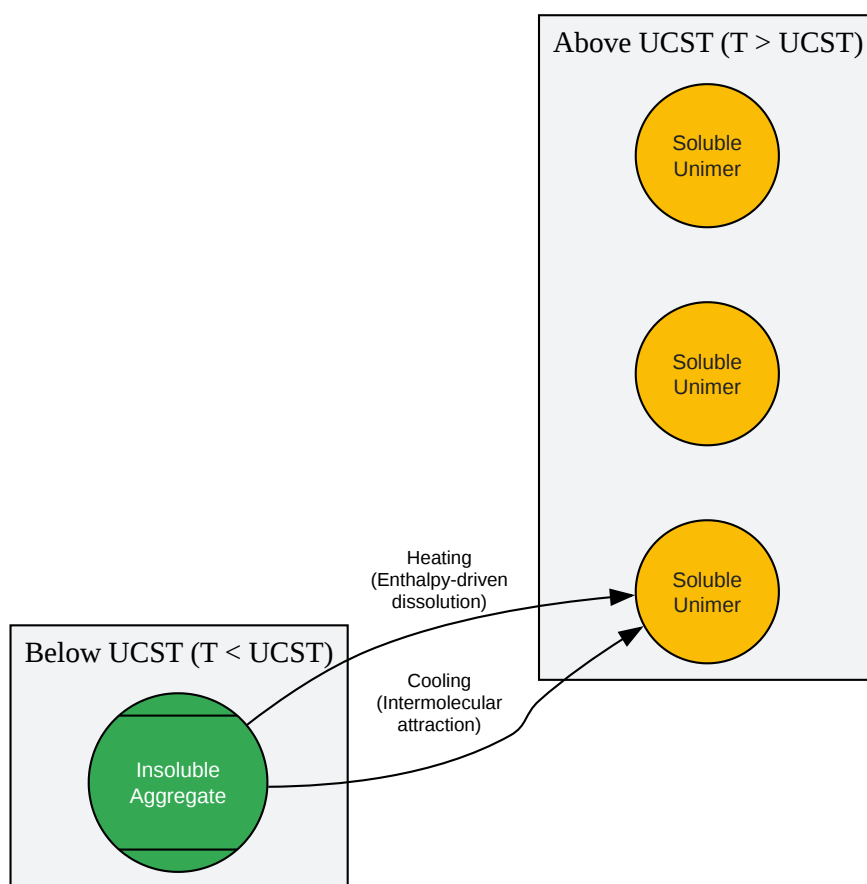 Above UCST (T > UCST)
Soluble
Unimer
Soluble
Unimer
Soluble
Unimer
Heating
(Enthalpy-driven
dissolution)
Cooling
(Intermolecular
attraction)
Below UCST (T < UCST)
Insoluble
Aggregate